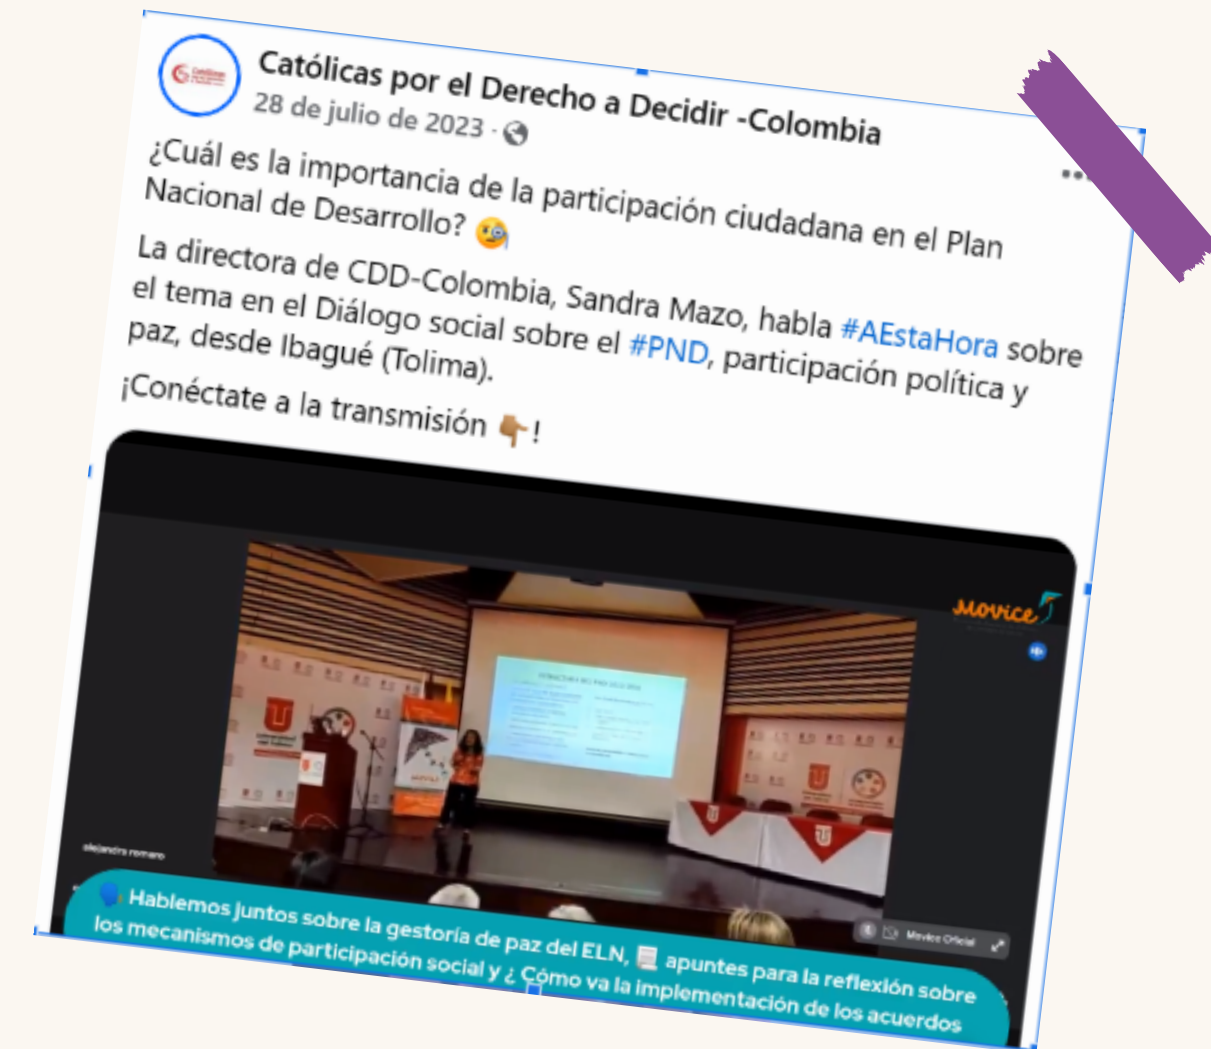 Católicas por el Derecho a Decidir -Colombia
28 de julio de 2023 ·
¿Cuál es la importancia de la participación ciudadana en el Plan
Nacional de Desarrollo? 🧐
La directora de CDD-Colombia, Sandra Mazo, habla #AEstaHora sobre
el tema en el Diálogo social sobre el #PND, participación política y
paz, desde Ibagué (Tolima).
¡Conéctate a la transmisión 👇🏽!
Movice
alejandra romero
Movice Oficial
🗣️ Hablemos juntos sobre la gestoría de paz del ELN, 📃 apuntes para la reflexión sobre
los mecanismos de participación social y ¿ Cómo va la implementación de los acuerdos